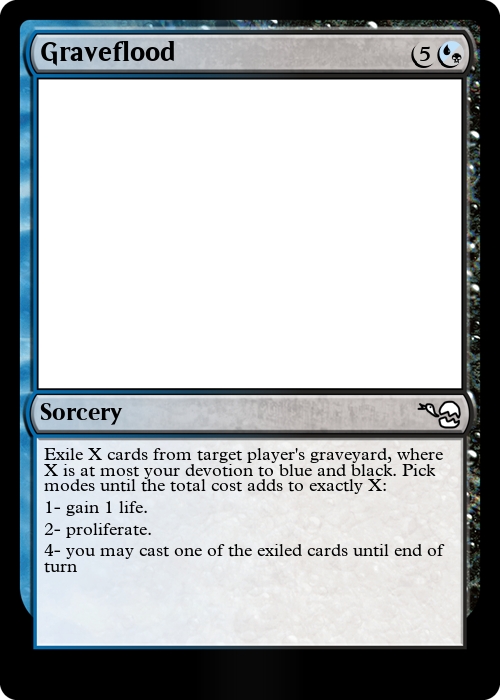 Graveflood 5
Sorcery
Exile X cards from target player's graveyard, where
X is at most your devotion to blue and black. Pick
modes until the total cost adds to exactly X:
1- gain 1 life.
2- proliferate.
4- you may cast one of the exiled cards until end of
turn